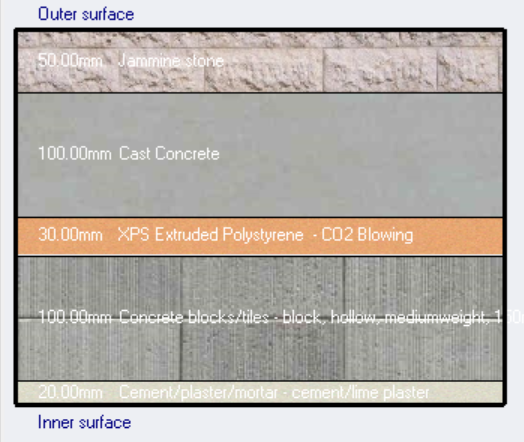 Outer surface
50.00mm Jammine stone
100.00mm Cast Concrete
30.00mm XPS Extruded Polystyrene - CO2 Blowing
100.00mm Concrete blocks/tiles - block, hollow, mediumweight, 150
20.00mm Cement/plaster/mortar - cement/lime plaster
Inner surface